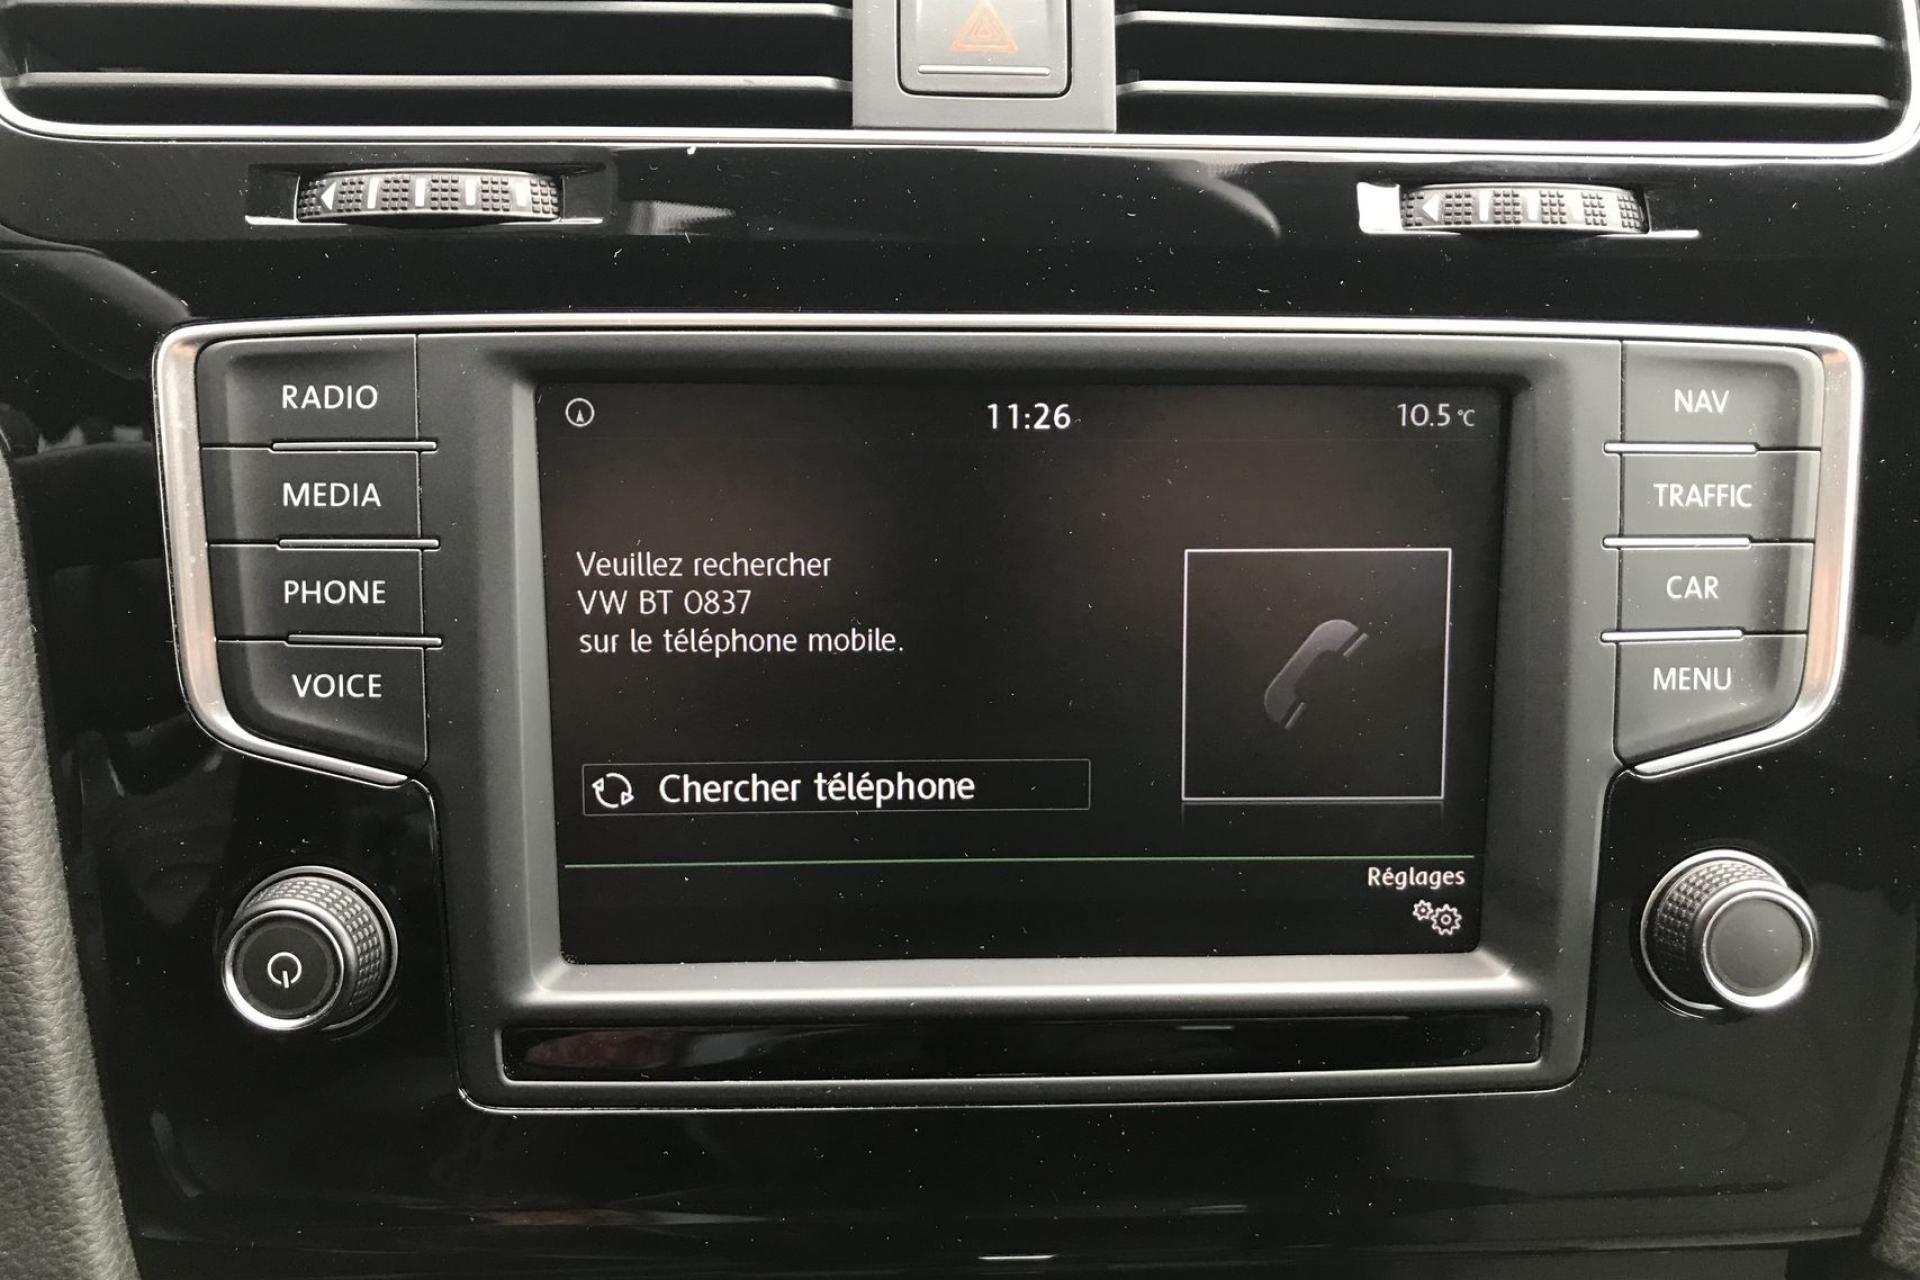 RADIO
MEDIA
PHONE
VOICE
11:26
10.5 °C
Veuillez rechercher
VW BT 0837
sur le téléphone mobile.
Chercher téléphone
Réglages
NAV
TRAFFIC
CAR
MENU